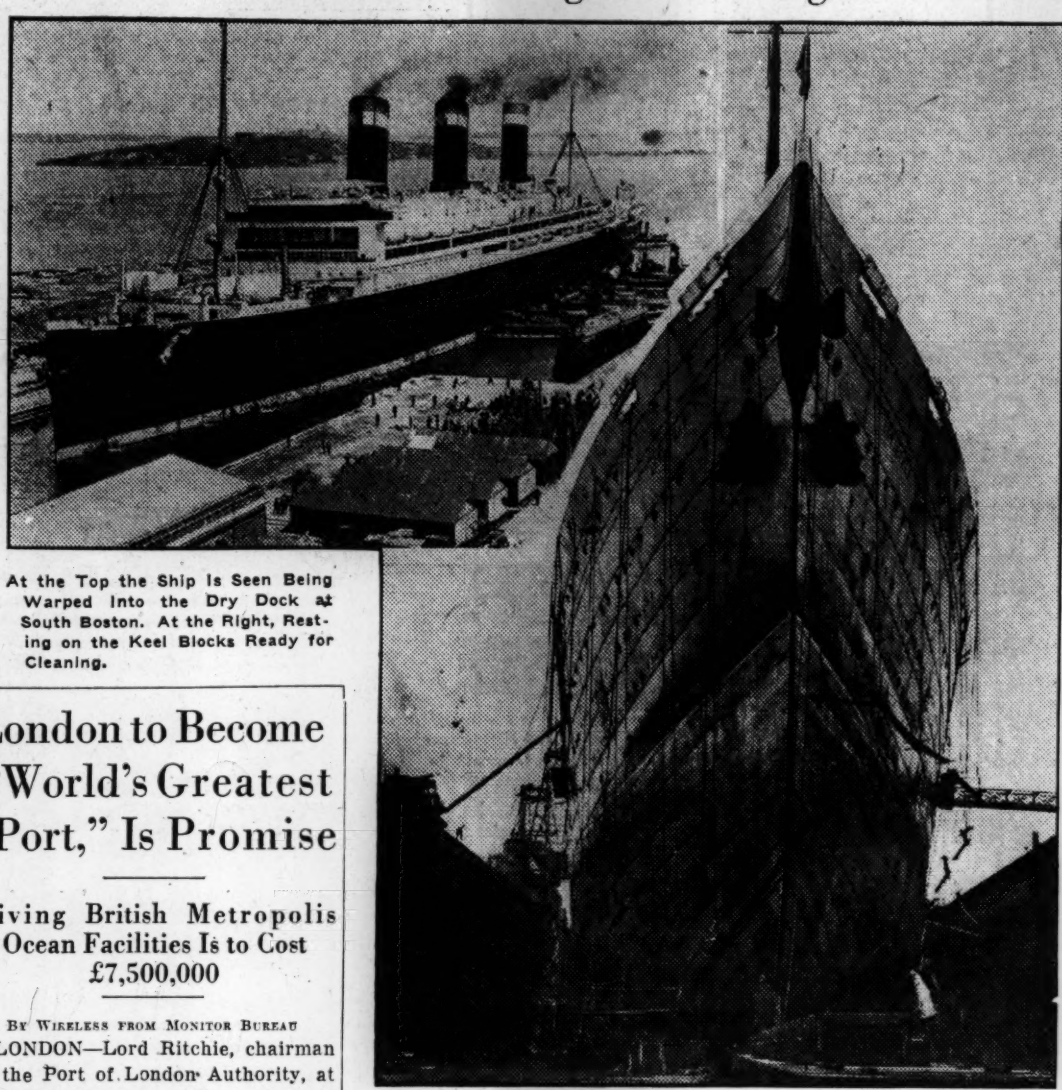 At the Top the Ship Is Seen Being
Warped Into the Dry Dock at
South Boston. At the Right, Rest-
ing on the Keel Blocks Ready for
Cleaning.
London to Become
World's Greatest
Port," Is Promise
iving British Metropolis
Ocean Facilities Is to Cost
£7,500,000
BY WIRELESS FROM MONITOR BUREAU
LONDON—Lord Ritchie, chairman
the Port of London Authority, at